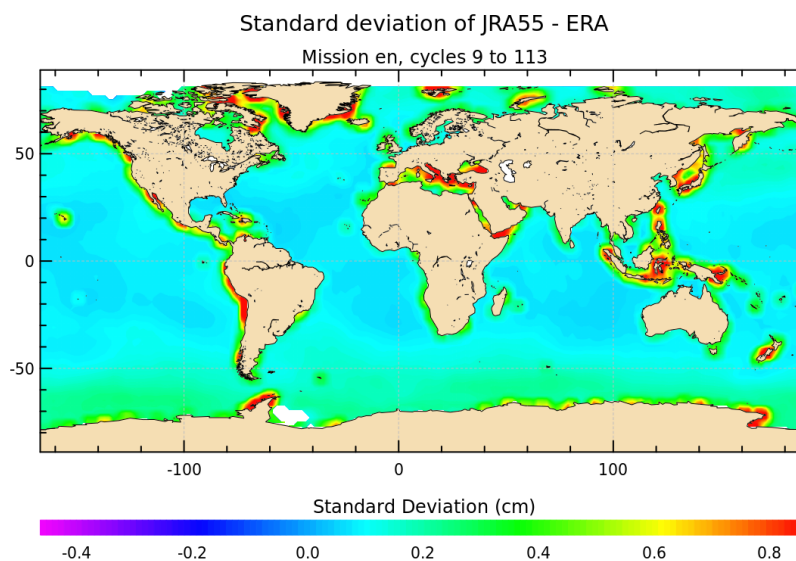 Standard deviation of JRA55 - ERA
Mission en, cycles 9 to 113
50
0
-50
-100 0 100
Standard Deviation (cm)
-0.4 -0.2 0.0 0.2 0.4 0.6 0.8